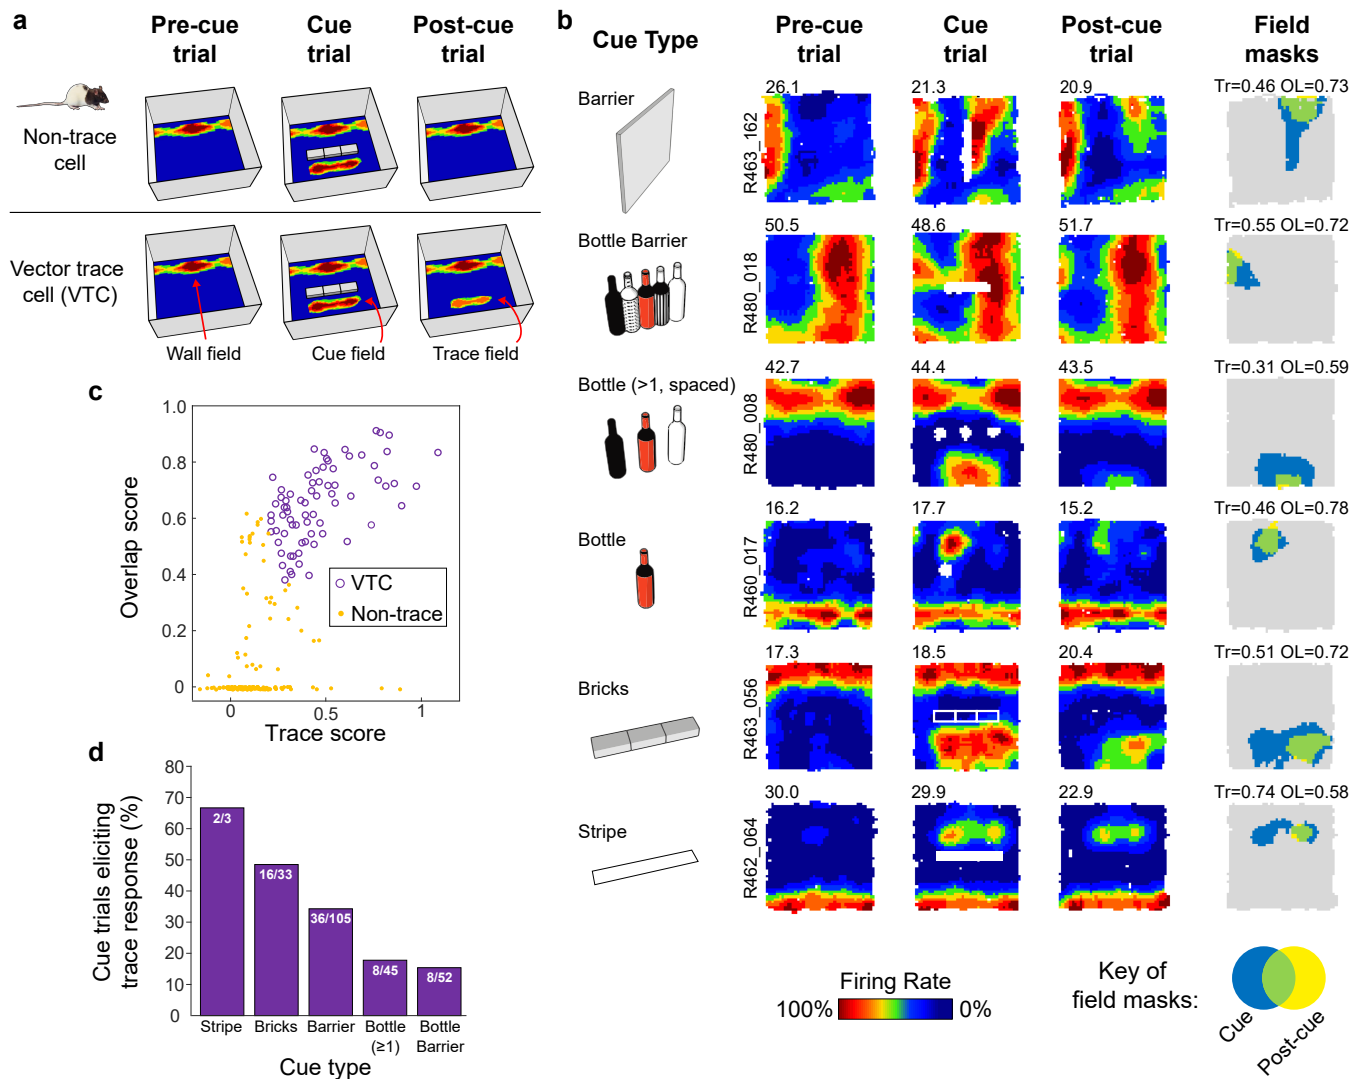 a
Pre-cue trial
Cue trial
Post-cue trial
Non-trace cell
Vector trace cell (VTC)
Wall field
Cue field
Trace field
b
Cue Type
Pre-cue trial
Cue trial
Post-cue trial
Field masks
Barrier
R463_162
26.1
21.3
20.9
Tr=0.46 OL=0.73
Bottle Barrier
R480_018
50.5
48.6
51.7
Tr=0.55 OL=0.72
Bottle (>1, spaced)
R480_008
42.7
44.4
43.5
Tr=0.31 OL=0.59
Bottle
R460_017
16.2
17.7
15.2
Tr=0.46 OL=0.78
Bricks
R463_056
17.3
18.5
20.4
Tr=0.51 OL=0.72
Stripe
R462_064
30.0
29.9
22.9
Tr=0.74 OL=0.58
Firing Rate
100% 0%
Key of field masks:
Cue
Post-cue
c
Overlap score
1.0
0.8
0.6
0.4
0.2
0
0 0.5 1
Trace score
VTC
Non-trace
d
Cue trials eliciting trace response (%)
80
70
60
50
40
30
20
10
0
2/3
16/33
36/105
8/45
8/52
Stripe
Bricks
Barrier
Bottle (≥1)
Bottle Barrier
Cue type